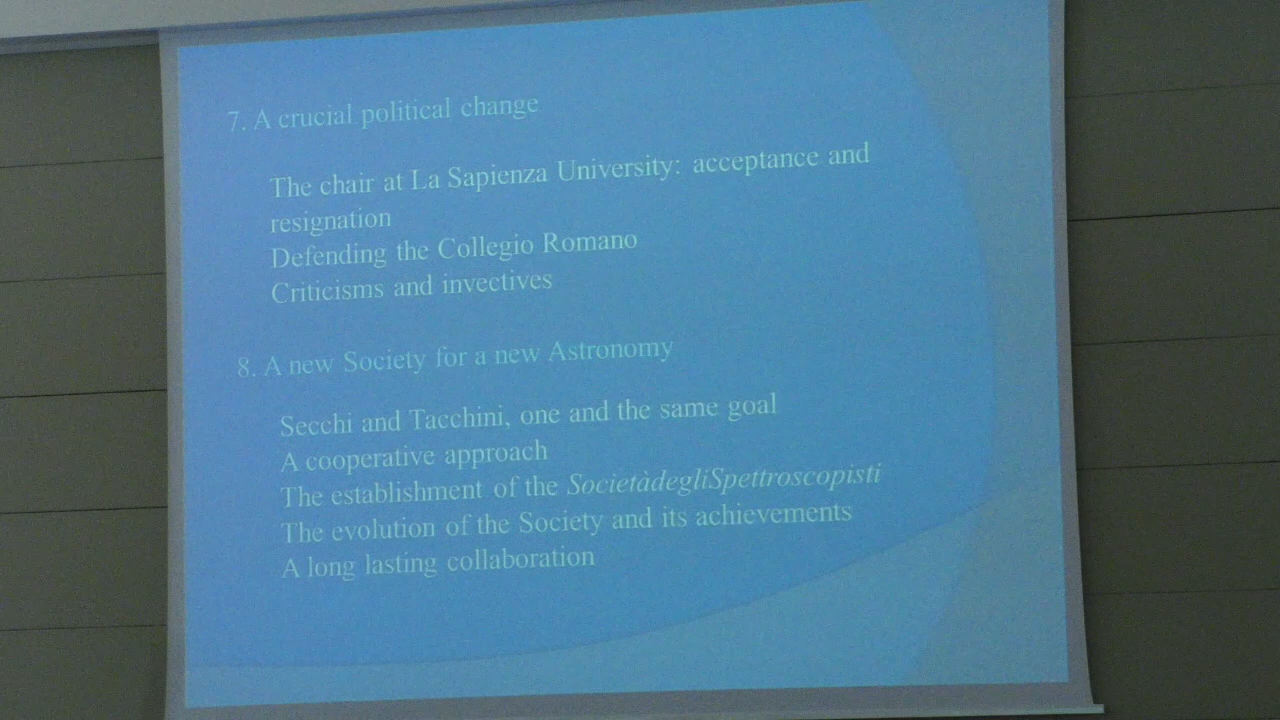 7. A crucial political change
The chair at La Sapienza University: acceptance and
resignation
Defending the Collegio Romano
Criticisms and invectives
8. A new Society for a new Astronomy
Secchi and Tacchini, one and the same goal
A cooperative approach
The establishment of the SocietàdegliSpettroscopisti
The evolution of the Society and its achievements
A long lasting collaboration